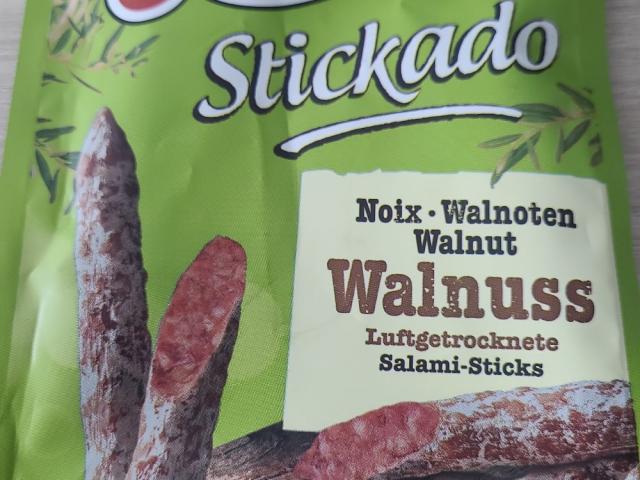 Stickado
Noix · Walnoten
Walnut
Walnuss
Luftgetrocknete
Salami-Sticks